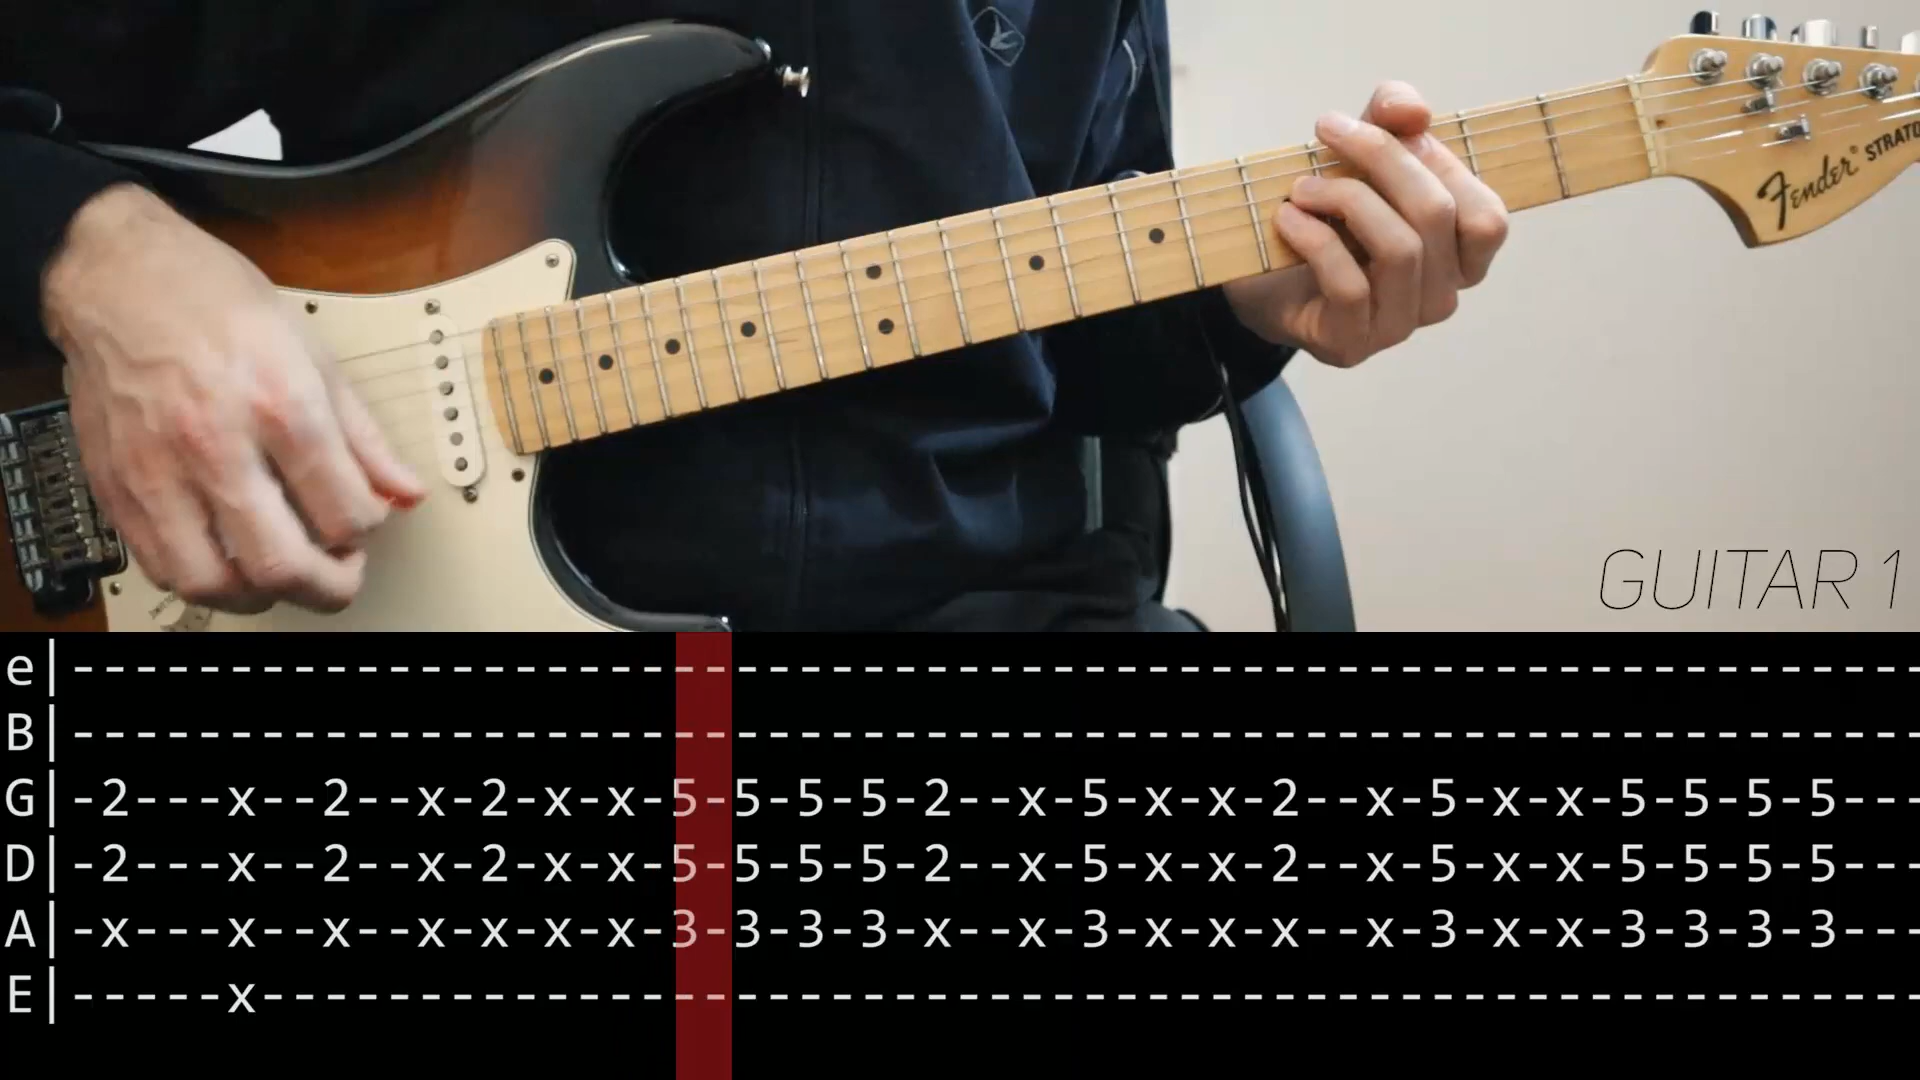 Fender® STRATO
GUITAR 1
e|-----------------------------------------------------------
B|-----------------------------------------------------------
G|-2---x--2--x-2-x-x-5-5-5-5-2--x-5-x-x-2--x-5-x-x-5-5-5-5---
D|-2---x--2--x-2-x-x-5-5-5-5-2--x-5-x-x-2--x-5-x-x-5-5-5-5---
A|-x---x--x--x-x-x-x-3-3-3-3-x--x-3-x-x-x--x-3-x-x-3-3-3-3---
E|-----x-----------------------------------------------------